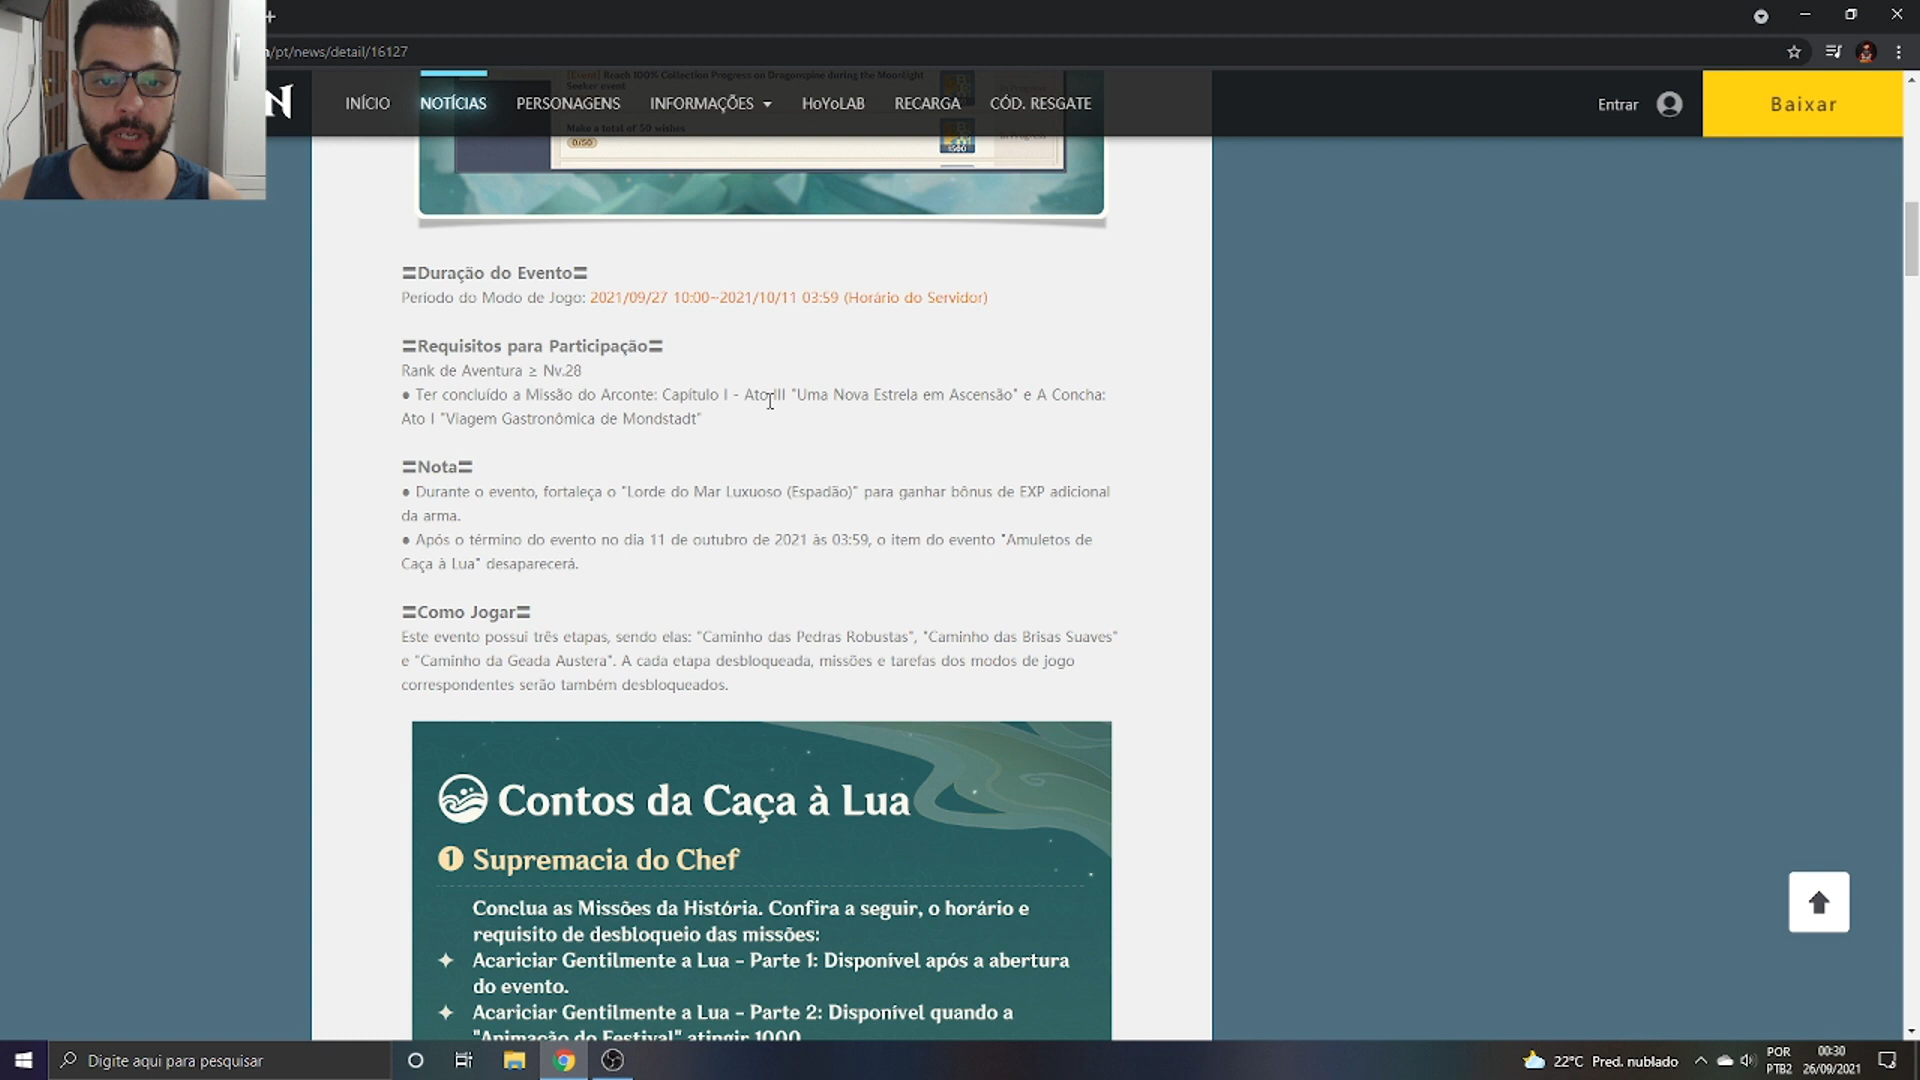 /pt/news/detail/16127
[Event] Reach 100% Collection Progress on Dragonspine during the Moonlight
Seeker event
INÍCIO NOTÍCIAS PERSONAGENS INFORMAÇÕES HoYoLAB RECARGA CÓD. RESGATE Entrar Baixar
Make a total of 50 wishes
0/50
1500
〓Duração do Evento〓
Período do Modo de Jogo: 2021/09/27 10:00~2021/10/11 03:59 (Horário do Servidor)
〓Requisitos para Participação〓
Rank de Aventura ≥ Nv.28
● Ter concluído a Missão do Arconte: Capítulo I - Ato III "Uma Nova Estrela em Ascensão" e A Concha:
Ato I "Viagem Gastronômica de Mondstadt"
〓Nota〓
● Durante o evento, fortaleça o "Lorde do Mar Luxuoso (Espadão)" para ganhar bônus de EXP adicional
da arma.
● Após o término do evento no dia 11 de outubro de 2021 às 03:59, o item do evento "Amuletos de
Caça à Lua" desaparecerá.
〓Como Jogar〓
Este evento possui três etapas, sendo elas: "Caminho das Pedras Robustas", "Caminho das Brisas Suaves"
e "Caminho da Geada Austera". A cada etapa desbloqueada, missões e tarefas dos modos de jogo
correspondentes serão também desbloqueados.
Contos da Caça à Lua
1 Supremacia do Chef
Conclua as Missões da História. Confira a seguir, o horário e
requisito de desbloqueio das missões:
Acariciar Gentilmente a Lua - Parte 1: Disponível após a abertura
do evento.
Acariciar Gentilmente a Lua - Parte 2: Disponível quando a
"Animação do Festival" atingir 1000
Digite aqui para pesquisar
22°C Pred. nublado
POR
PTB2
00:30
26/09/2021